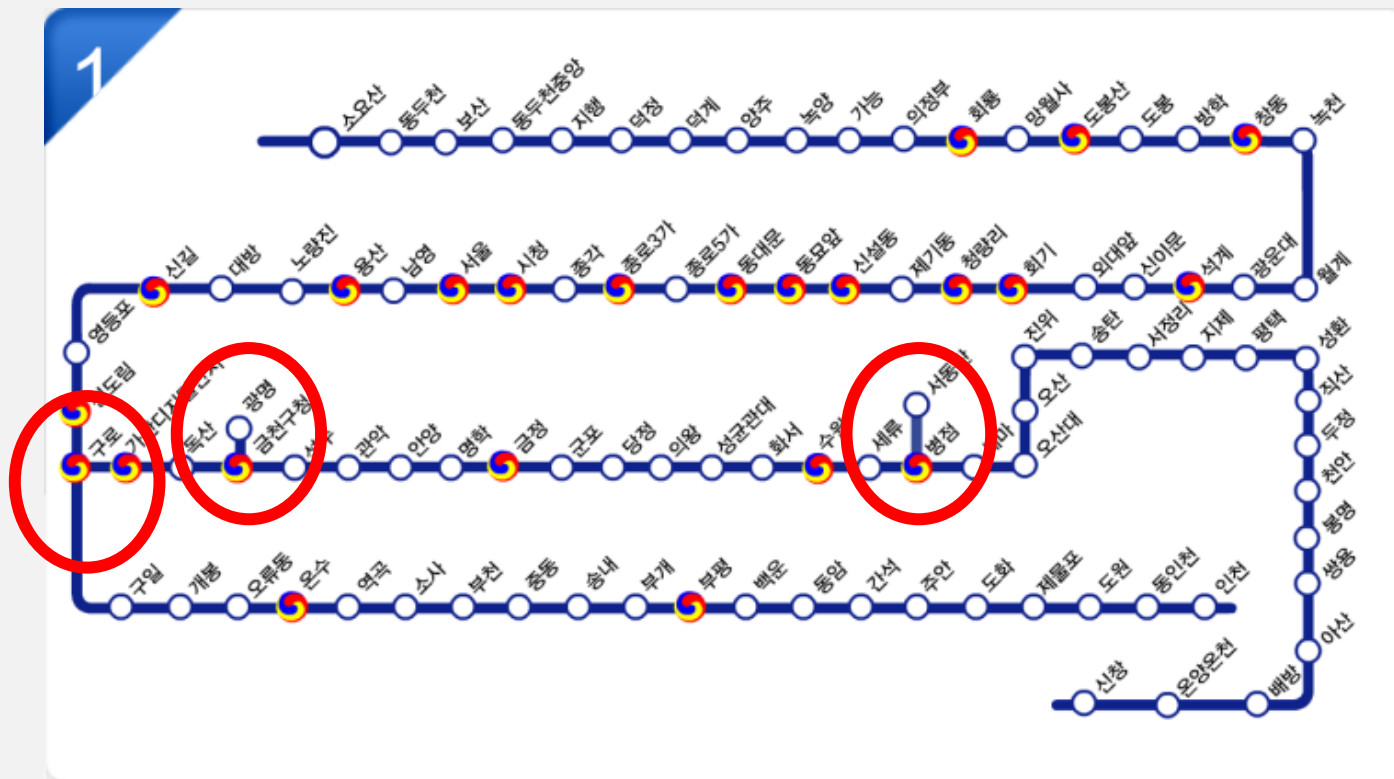 1
소요산
동두천
보산
동두천중앙
지행
덕정
덕계
양주
녹양
가능
의정부
회룡
망월사
도봉산
도봉
방학
창동
녹천
신길
대방
노량진
용산
남영
서울
시청
종각
종로3가
종로5가
동대문
동묘앞
신설동
제기동
청량리
회기
외대앞
신이문
석계
광운대
월계
영등포
진위
송탄
서정리
지제
평택
성환
구로
독산
광명
금천구청
관악
안양
명학
금정
군포
당정
의왕
성균관대
화서
세류
병점
오산
오산대
직산
두정
천안
봉명
쌍용
아산
구일
개봉
오류동
온수
역곡
소사
부천
중동
송내
부개
부평
백운
동암
간석
주안
도화
제물포
도원
동인천
인천
신창
온양온천
배방